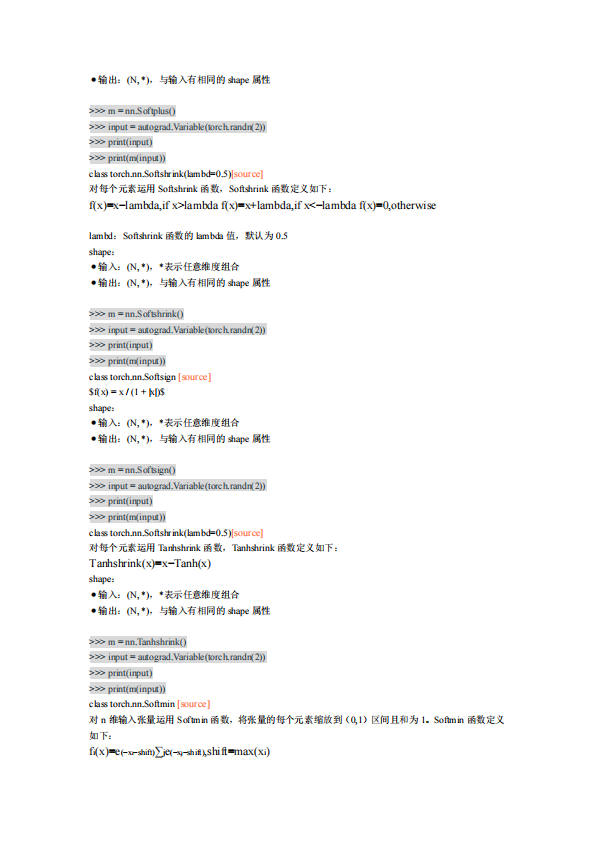 ●输出：(N, *)，与输入有相同的 shape 属性
>>> m = nn.Softplus()
>>> input = autograd.Variable(torch.randn(2))
>>> print(input)
>>> print(m(input))
class torch.nn.Softshrink(lambd=0.5)[source]
对每个元素运用 Softshrink 函数，Softshrink 函数定义如下：
f(x)=x−lambda,if x>lambda f(x)=x+lambda,if x<−lambda f(x)=0,otherwise
lambd：Softshrink 函数的 lambda 值，默认为 0.5
shape：
●输入：(N, *)，*表示任意维度组合
●输出：(N, *)，与输入有相同的 shape 属性
>>> m = nn.Softshrink()
>>> input = autograd.Variable(torch.randn(2))
>>> print(input)
>>> print(m(input))
class torch.nn.Softsign [source]
$f(x) = x / (1 + |x|)$
shape：
●输入：(N, *)，*表示任意维度组合
●输出：(N, *)，与输入有相同的 shape 属性
>>> m = nn.Softsign()
>>> input = autograd.Variable(torch.randn(2))
>>> print(input)
>>> print(m(input))
class torch.nn.Softshrink(lambd=0.5)[source]
对每个元素运用 Tanhshrink 函数，Tanhshrink 函数定义如下：
Tanhshrink(x)=x−Tanh(x)
shape：
●输入：(N, *)，*表示任意维度组合
●输出：(N, *)，与输入有相同的 shape 属性
>>> m = nn.Tanhshrink()
>>> input = autograd.Variable(torch.randn(2))
>>> print(input)
>>> print(m(input))
class torch.nn.Softmin [source]
对 n 维输入张量运用 Softmin 函数，将张量的每个元素缩放到（0,1）区间且和为 1。Softmin 函数定义
如下：
fi(x)=e(−xi−shift)∑je(−xj−shift),shift=max(xi)